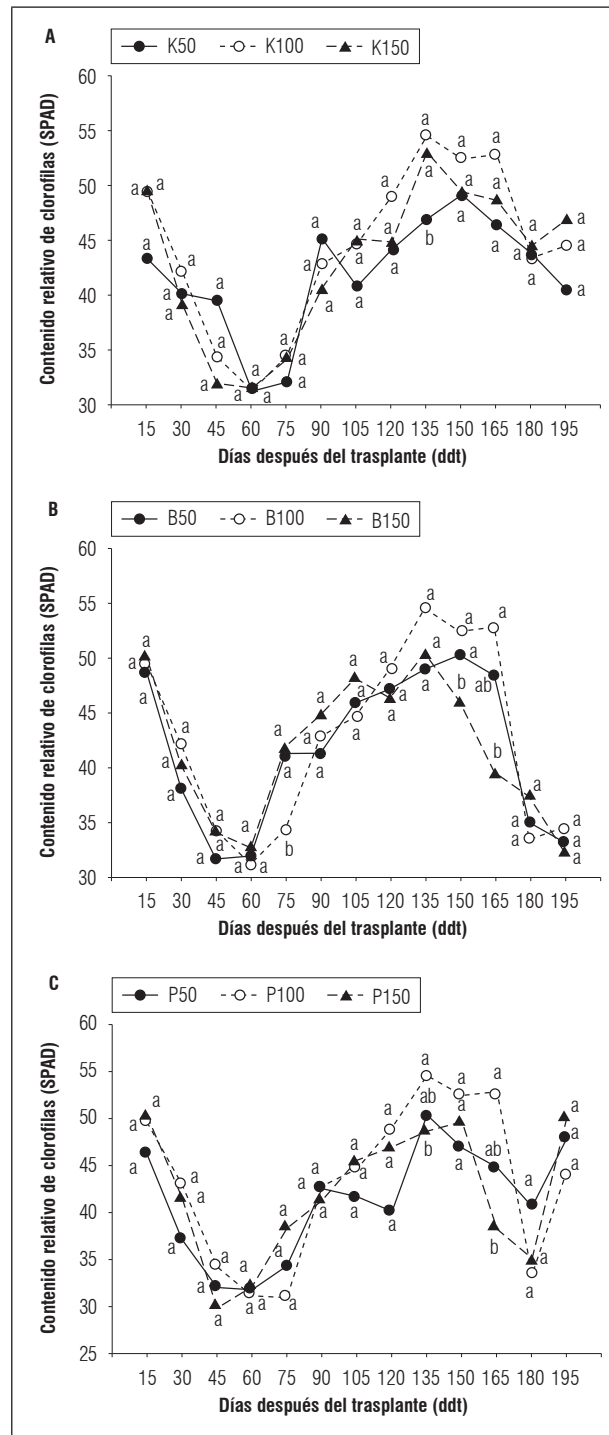 A
K50 K100 K150
Contenido relativo de clorofilas (SPAD)
60
55
50
45
40
35
30
a a a a a a a a a a a a a a a a a a a a a a a a b a a a a a a a a a a a a a a
15 30 45 60 75 90 105 120 135 150 165 180 195
Días después del trasplante (ddt)
B
B50 B100 B150
Contenido relativo de clorofilas (SPAD)
60
55
50
45
40
35
30
a a a a a a a a a a a a a a b a a a a a a a a a a a a a a b a ab b a a a a a a
15 30 45 60 75 90 105 120 135 150 165 180 195
Días después del trasplante (ddt)
C
P50 P100 P150
Contenido relativo de clorofilas (SPAD)
60
55
50
45
40
35
30
25
a a a a a a a a a a a a a a a a a a a a a a a a a ab b a a a a ab b a a a a a a
15 30 45 60 75 90 105 120 135 150 165 180 195
Días después del trasplante (ddt)